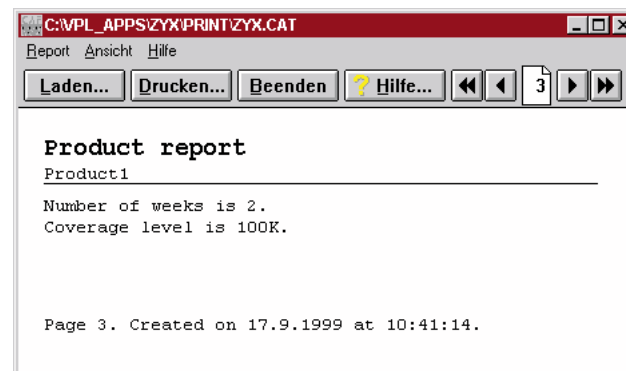 C:\VPL_APPS\ZYX\PRINT\ZYX.CAT
Report Ansicht Hilfe
Laden... Drucken... Beenden ? Hilfe... 3
Product report
Product1
Number of weeks is 2.
Coverage level is 100K.
Page 3. Created on 17.9.1999 at 10:41:14.